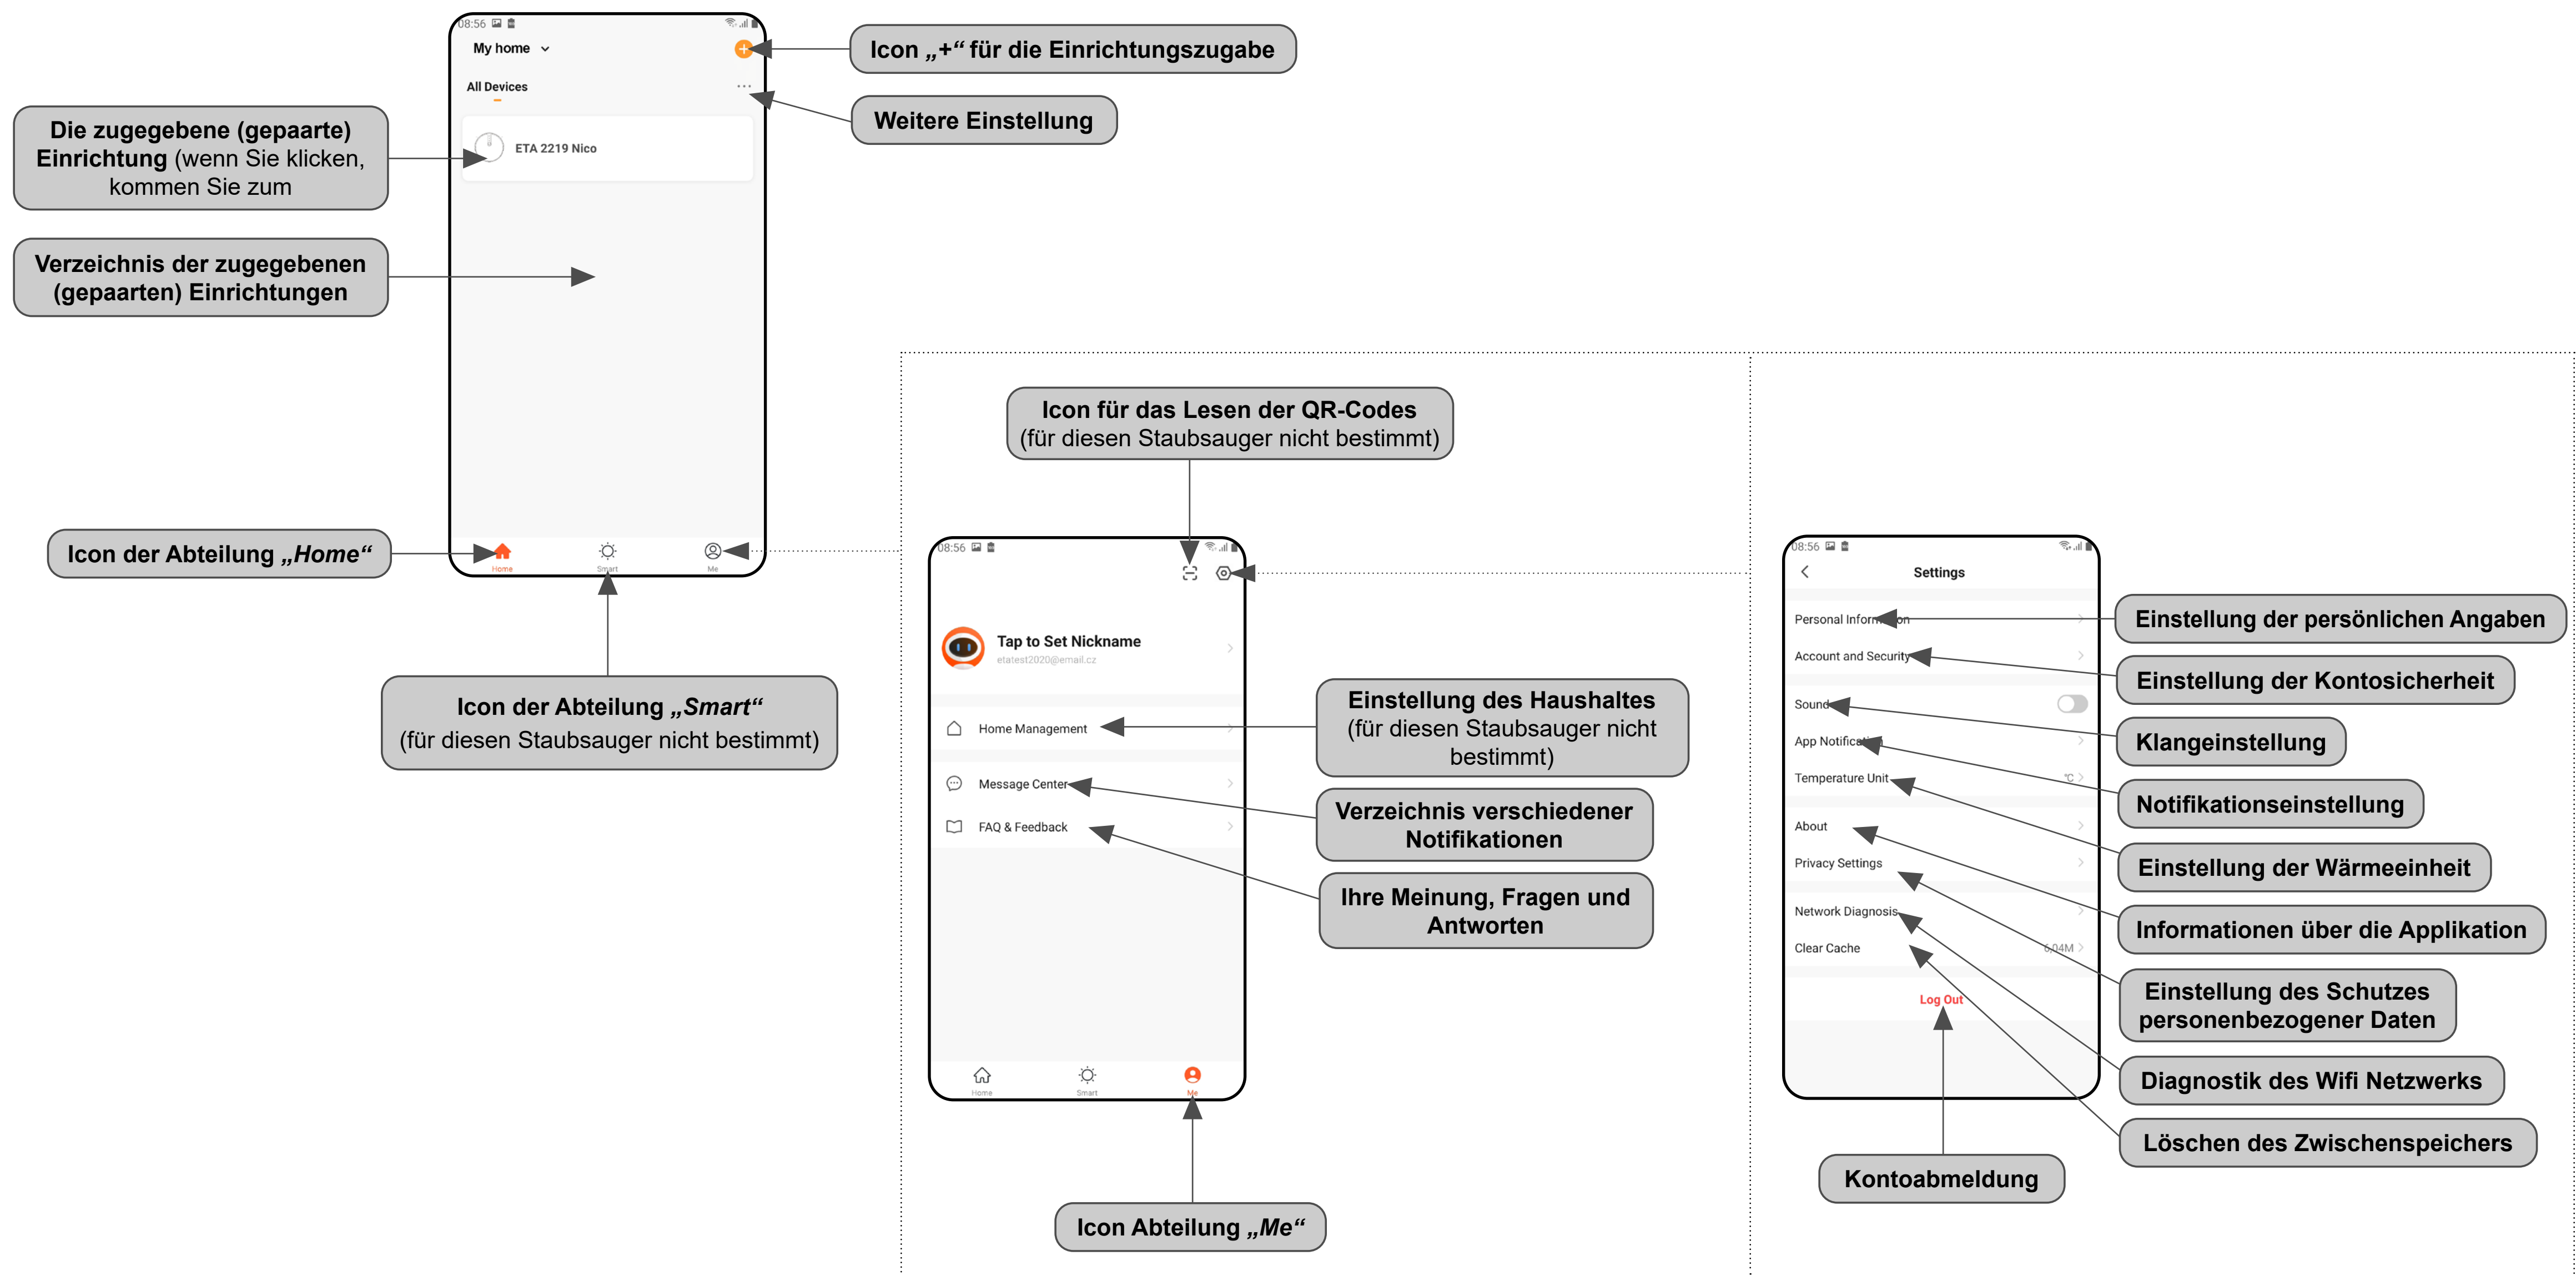 08:56
My home
All Devices
ETA 2219 Nico
Home
Smart
Me
Icon „+“ für die Einrichtungszugabe
Weitere Einstellung
Die zugegebene (gepaarte)
Einrichtung (wenn Sie klicken,
kommen Sie zum
Verzeichnis der zugegebenen
(gepaarten) Einrichtungen
Icon der Abteilung „Home“
Icon der Abteilung „Smart“
(für diesen Staubsauger nicht bestimmt)
Icon für das Lesen der QR-Codes
(für diesen Staubsauger nicht bestimmt)
08:56
Tap to Set Nickname
etatest2020@email.cz
Home Management
Message Center
FAQ & Feedback
Home
Smart
Me
Einstellung des Haushaltes
(für diesen Staubsauger nicht
bestimmt)
Verzeichnis verschiedener
Notifikationen
Ihre Meinung, Fragen und
Antworten
Icon Abteilung „Me“
08:56
Settings
Personal Information
Account and Security
Sound
App Notification
Temperature Unit
°C
About
Privacy Settings
Network Diagnosis
Clear Cache
6,04M
Log Out
Einstellung der persönlichen Angaben
Einstellung der Kontosicherheit
Klangeinstellung
Notifikationseinstellung
Einstellung der Wärmeeinheit
Informationen über die Applikation
Einstellung des Schutzes
personenbezogener Daten
Diagnostik des Wifi Netzwerks
Löschen des Zwischenspeichers
Kontoabmeldung